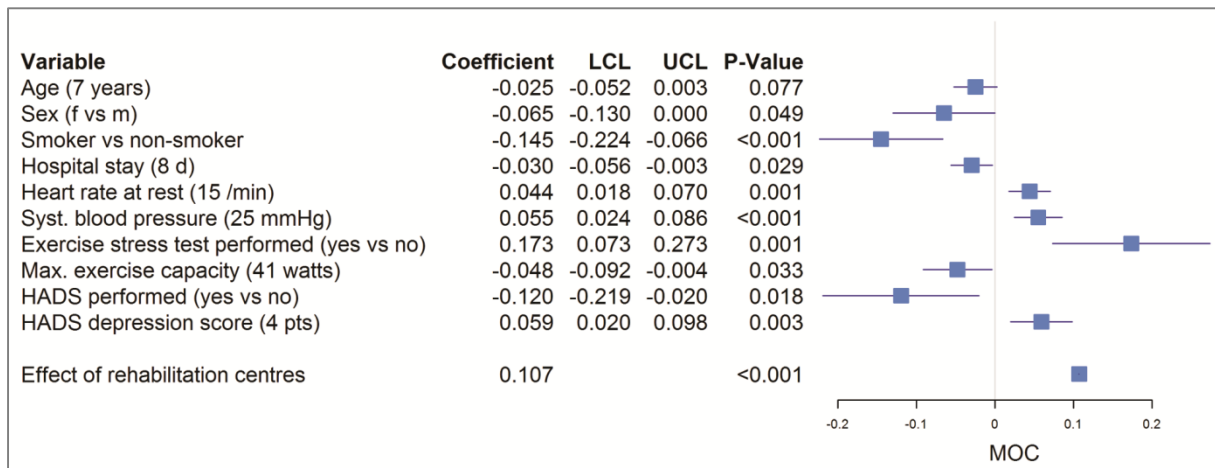 Variable Coefficient LCL UCL P-Value
Age (7 years) -0.025 -0.052 0.003 0.077
Sex (f vs m) -0.065 -0.130 0.000 0.049
Smoker vs non-smoker -0.145 -0.224 -0.066 <0.001
Hospital stay (8 d) -0.030 -0.056 -0.003 0.029
Heart rate at rest (15 /min) 0.044 0.018 0.070 0.001
Syst. blood pressure (25 mmHg) 0.055 0.024 0.086 <0.001
Exercise stress test performed (yes vs no) 0.173 0.073 0.273 0.001
Max. exercise capacity (41 watts) -0.048 -0.092 -0.004 0.033
HADS performed (yes vs no) -0.120 -0.219 -0.020 0.018
HADS depression score (4 pts) 0.059 0.020 0.098 0.003
Effect of rehabilitation centres 0.107 <0.001
-0.2 -0.1 0 0.1 0.2
MOC